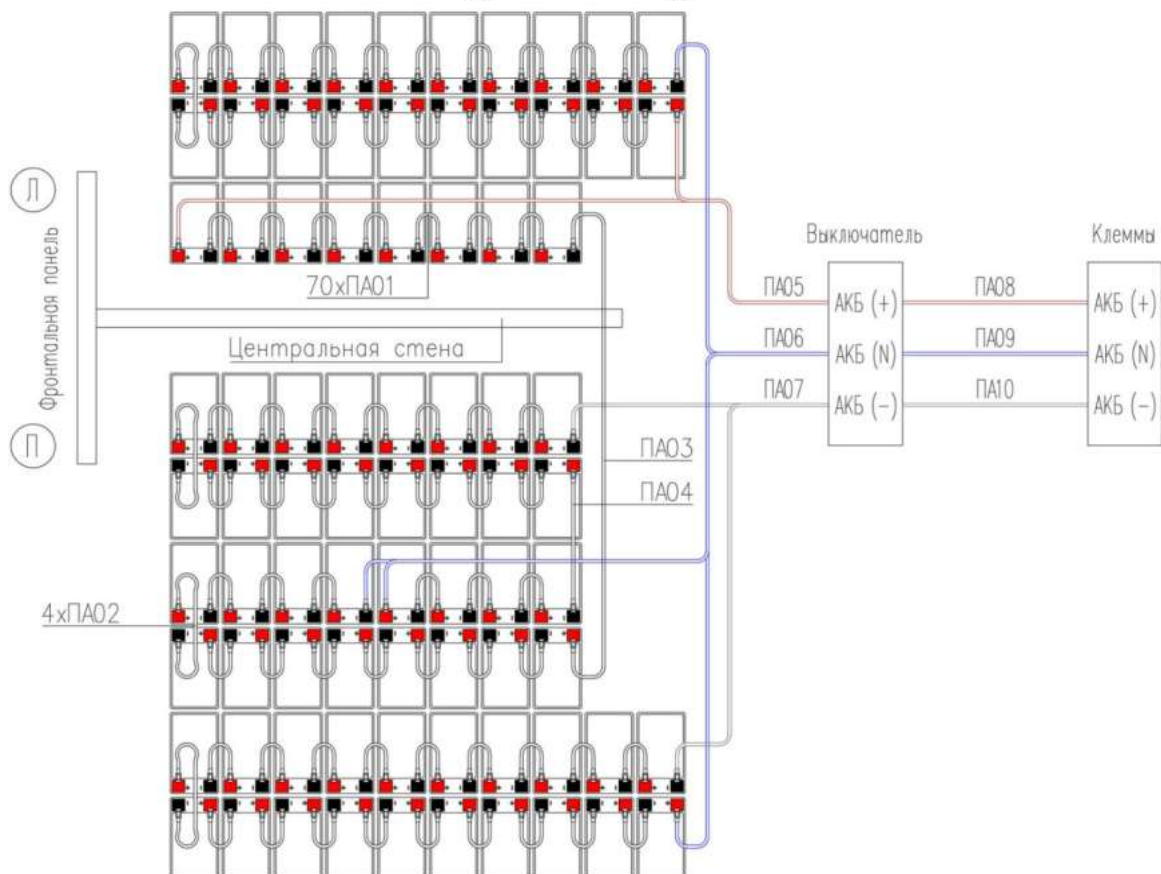 Л
Фронтальная панель
П
70хПА01
Центральная стена
4хПА02
ПА03
ПА04
Выключатель
Клеммы
ПА05
АКБ (+)
ПА08
АКБ (+)
ПА06
АКБ (N)
ПА09
АКБ (N)
ПА07
АКБ (-)
ПА10
АКБ (-)